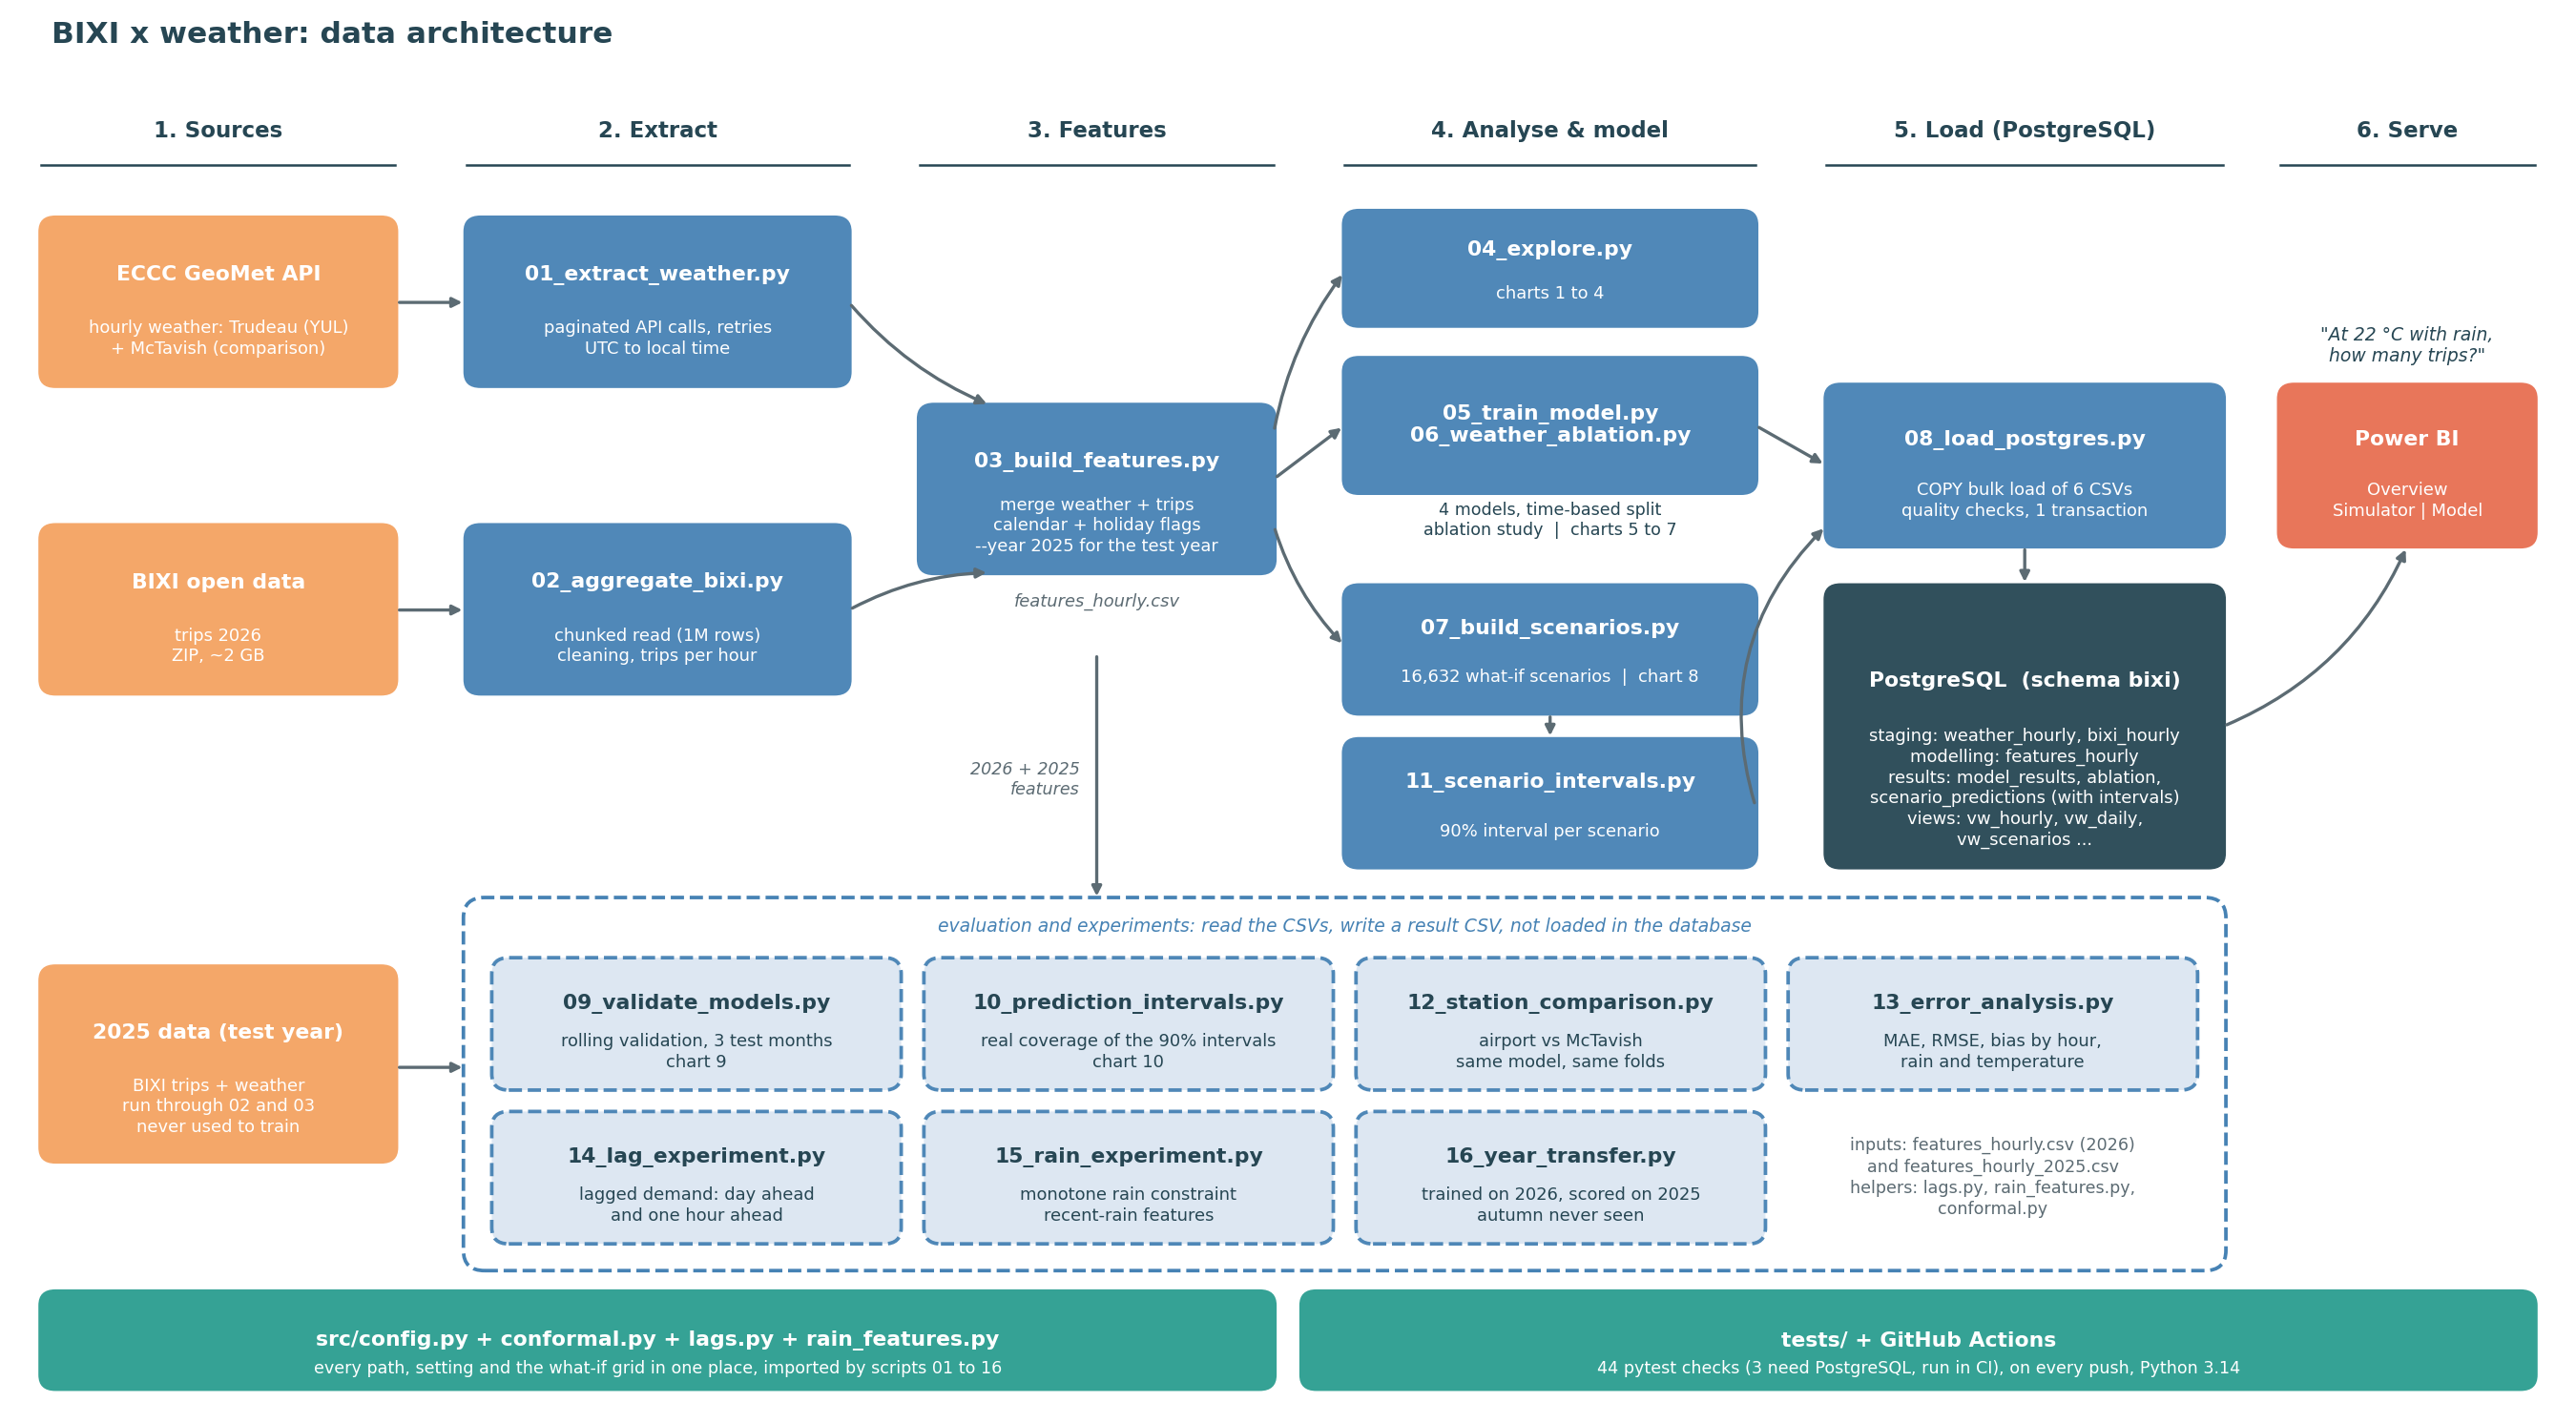 BIXI x weather: data architecture
1. Sources
2. Extract
3. Features
4. Analyse & model
5. Load (PostgreSQL)
6. Serve
ECCC GeoMet API
hourly weather: Trudeau (YUL)
+ McTavish (comparison)
01_extract_weather.py
paginated API calls, retries
UTC to local time
BIXI open data
trips 2026
ZIP, ~2 GB
02_aggregate_bixi.py
chunked read (1M rows)
cleaning, trips per hour
03_build_features.py
merge weather + trips
calendar + holiday flags
--year 2025 for the test year
features_hourly.csv
2026 + 2025
features
04_explore.py
charts 1 to 4
05_train_model.py
06_weather_ablation.py
4 models, time-based split
ablation study | charts 5 to 7
07_build_scenarios.py
16,632 what-if scenarios | chart 8
11_scenario_intervals.py
90% interval per scenario
08_load_postgres.py
COPY bulk load of 6 CSVs
quality checks, 1 transaction
PostgreSQL (schema bixi)
staging: weather_hourly, bixi_hourly
modelling: features_hourly
results: model_results, ablation,
scenario_predictions (with intervals)
views: vw_hourly, vw_daily,
vw_scenarios ...
"At 22 °C with rain,
how many trips?"
Power BI
Overview
Simulator | Model
2025 data (test year)
BIXI trips + weather
run through 02 and 03
never used to train
evaluation and experiments: read the CSVs, write a result CSV, not loaded in the database
09_validate_models.py
rolling validation, 3 test months
chart 9
10_prediction_intervals.py
real coverage of the 90% intervals
chart 10
12_station_comparison.py
airport vs McTavish
same model, same folds
13_error_analysis.py
MAE, RMSE, bias by hour,
rain and temperature
14_lag_experiment.py
lagged demand: day ahead
and one hour ahead
15_rain_experiment.py
monotone rain constraint
recent-rain features
16_year_transfer.py
trained on 2026, scored on 2025
autumn never seen
inputs: features_hourly.csv (2026)
and features_hourly_2025.csv
helpers: lags.py, rain_features.py,
conformal.py
src/config.py + conformal.py + lags.py + rain_features.py
every path, setting and the what-if grid in one place, imported by scripts 01 to 16
tests/ + GitHub Actions
44 pytest checks (3 need PostgreSQL, run in CI), on every push, Python 3.14